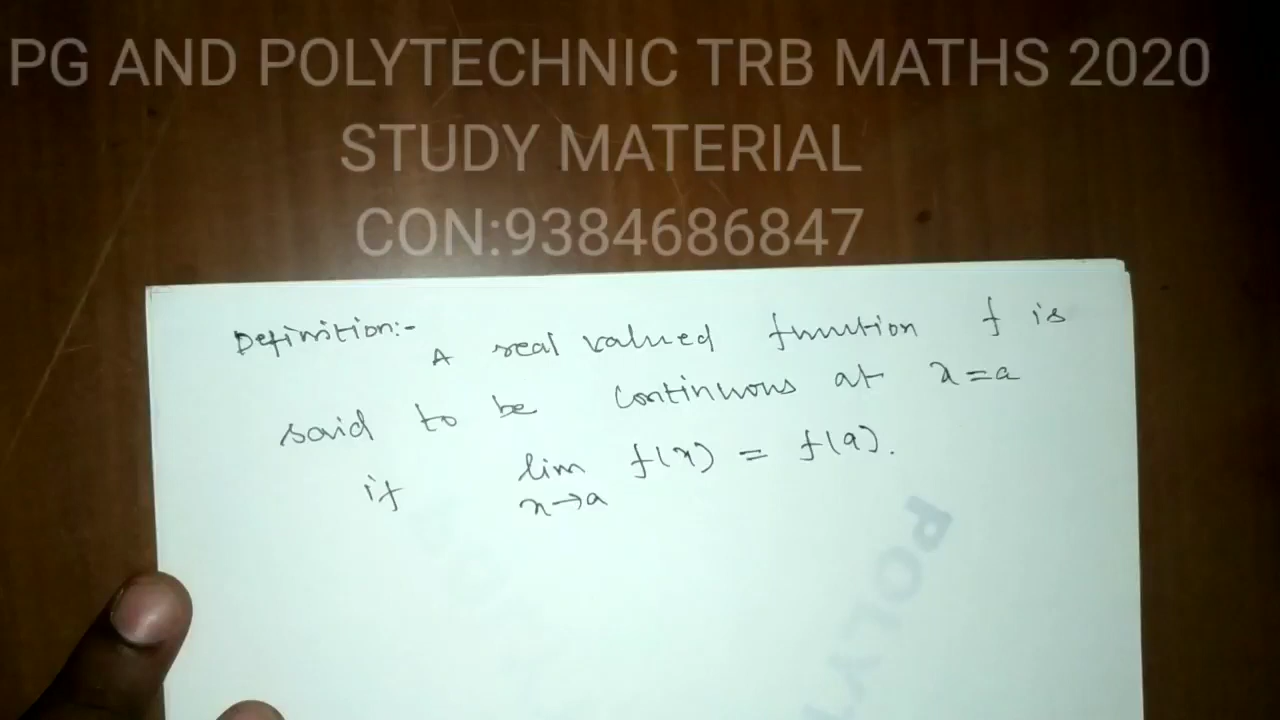 PG AND POLYTECHNIC TRB MATHS 2020
STUDY MATERIAL
CON:9384686847
Definition:-
A real valued function f is
said to be continuous at x=a
if lim f(x) = f(a).
x→a
POLYT